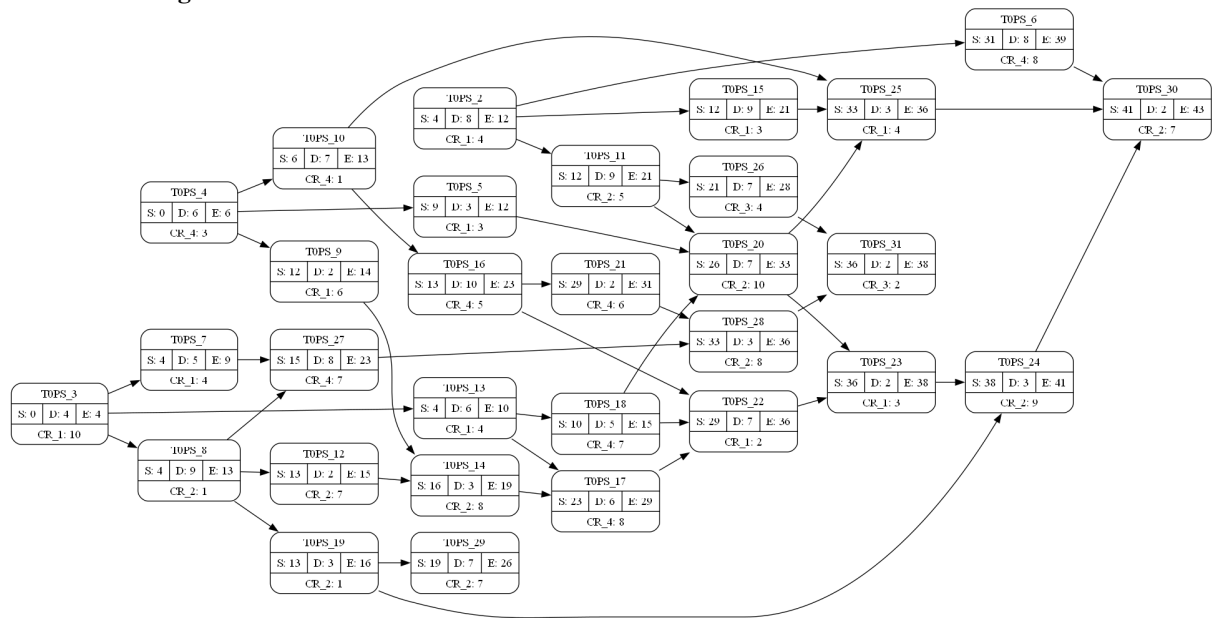 T0PS_6
S: 31 D: 8 E: 39
CR_4: 8
T0PS_2
S: 4 D: 8 E: 12
CR_1: 4
T0PS_15
S: 12 D: 9 E: 21
CR_1: 3
T0PS_25
S: 33 D: 3 E: 36
CR_1: 4
T0PS_30
S: 41 D: 2 E: 43
CR_2: 7
T0PS_10
S: 6 D: 7 E: 13
CR_4: 1
T0PS_11
S: 12 D: 9 E: 21
CR_2: 5
T0PS_26
S: 21 D: 7 E: 28
CR_3: 4
T0PS_4
S: 0 D: 6 E: 6
CR_4: 3
T0PS_5
S: 9 D: 3 E: 12
CR_1: 3
T0PS_20
S: 26 D: 7 E: 33
CR_2: 10
T0PS_31
S: 36 D: 2 E: 38
CR_3: 2
T0PS_9
S: 12 D: 2 E: 14
CR_1: 6
T0PS_16
S: 13 D: 10 E: 23
CR_4: 5
T0PS_21
S: 29 D: 2 E: 31
CR_4: 6
T0PS_28
S: 33 D: 3 E: 36
CR_2: 8
T0PS_7
S: 4 D: 5 E: 9
CR_1: 4
T0PS_27
S: 15 D: 8 E: 23
CR_4: 7
T0PS_23
S: 36 D: 2 E: 38
CR_1: 3
T0PS_24
S: 38 D: 3 E: 41
CR_2: 9
T0PS_3
S: 0 D: 4 E: 4
CR_1: 10
T0PS_13
S: 4 D: 6 E: 10
CR_1: 4
T0PS_18
S: 10 D: 5 E: 15
CR_4: 7
T0PS_22
S: 29 D: 7 E: 36
CR_1: 2
T0PS_8
S: 4 D: 9 E: 13
CR_2: 1
T0PS_12
S: 13 D: 2 E: 15
CR_2: 7
T0PS_14
S: 16 D: 3 E: 19
CR_2: 8
T0PS_17
S: 23 D: 6 E: 29
CR_4: 8
T0PS_19
S: 13 D: 3 E: 16
CR_2: 1
T0PS_29
S: 19 D: 7 E: 26
CR_2: 7